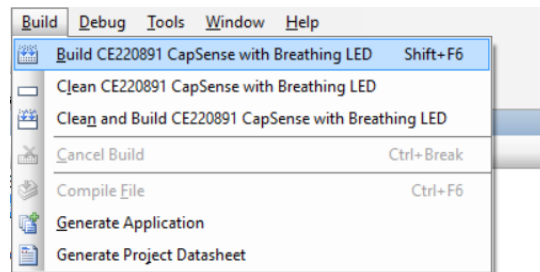 Build Debug Tools Window Help
Build CE220891 CapSense with Breathing LED Shift+F6
Clean CE220891 CapSense with Breathing LED
Clean and Build CE220891 CapSense with Breathing LED
Cancel Build Ctrl+Break
Compile File Ctrl+F6
Generate Application
Generate Project Datasheet